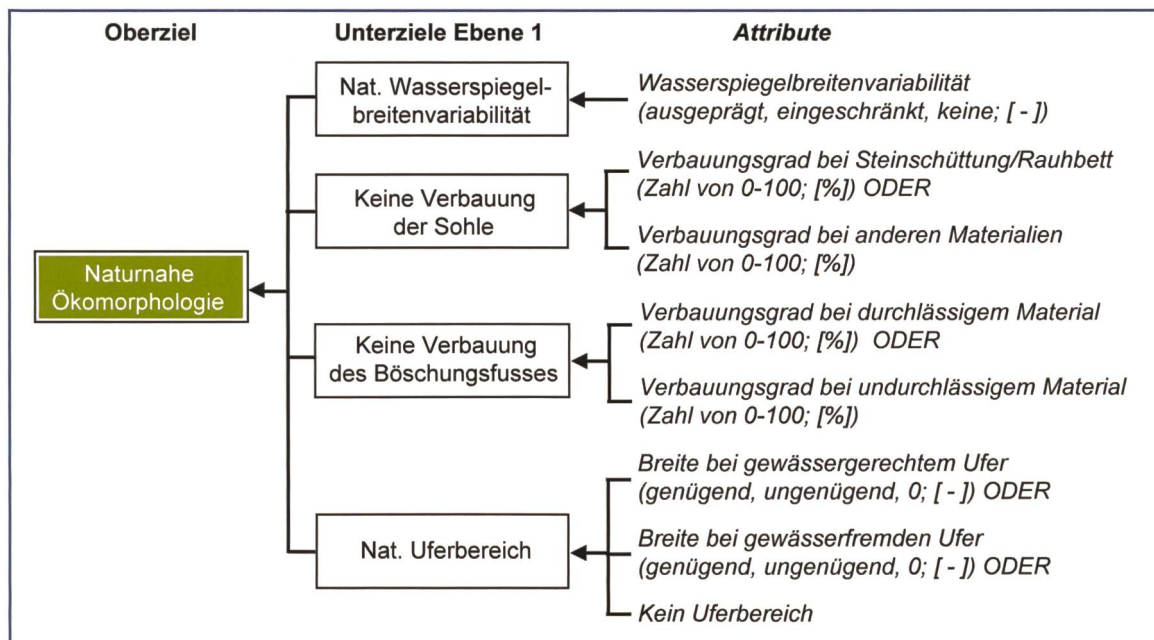 Oberziel
Unterziele Ebene 1
Attribute
Nat. Wasserspiegel-
breitenvariabilität
Wasserspiegelbreitenvariabilität
(ausgeprägt, eingeschränkt, keine; [ - ])
Keine Verbauung
der Sohle
Verbauungsgrad bei Steinschüttung/Rauhbett
(Zahl von 0-100; [%]) ODER
Verbauungsgrad bei anderen Materialien
(Zahl von 0-100; [%])
Naturnahe
Ökomorphologie
Keine Verbauung
des Böschungsfusses
Verbauungsgrad bei durchlässigem Material
(Zahl von 0-100; [%]) ODER
Verbauungsgrad bei undurchlässigem Material
(Zahl von 0-100; [%])
Nat. Uferbereich
Breite bei gewässergerechtem Ufer
(genügend, ungenügend, 0; [ - ]) ODER
Breite bei gewässerfremden Ufer
(genügend, ungenügend, 0; [ - ]) ODER
Kein Uferbereich